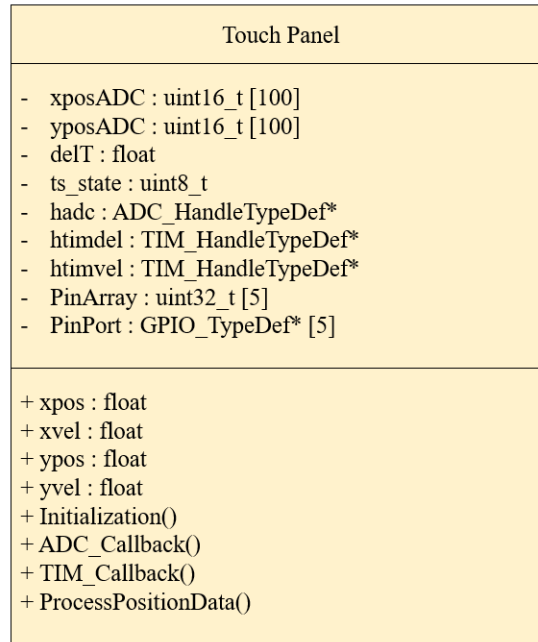 Touch Panel
- xposADC : uint16_t [100]
- yposADC : uint16_t [100]
- delT : float
- ts_state : uint8_t
- hadc : ADC_HandleTypeDef*
- htimdel : TIM_HandleTypeDef*
- htimvel : TIM_HandleTypeDef*
- PinArray : uint32_t [5]
- PinPort : GPIO_TypeDef* [5]
+ xpos : float
+ xvel : float
+ ypos : float
+ yvel : float
+ Initialization()
+ ADC_Callback()
+ TIM_Callback()
+ ProcessPositionData()